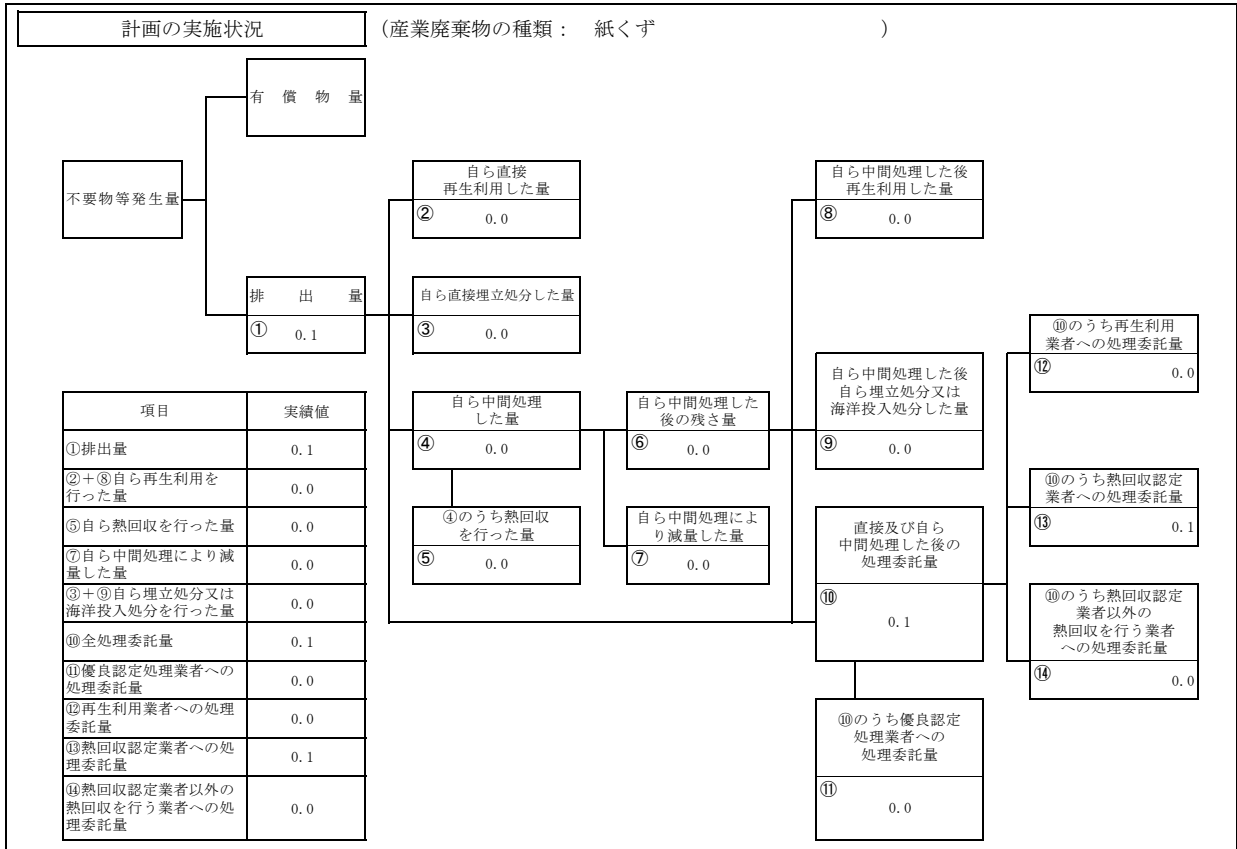 計画の実施状況
(産業廃棄物の種類： 紙くず )
有 償 物 量
不要物等発生量
自ら直接
再生利用した量
② 0.0
自ら中間処理した後
再生利用した量
⑧ 0.0
排 出 量
① 0.1
自ら直接埋立処分した量
③ 0.0
⑩のうち再生利用
業者への処理委託量
⑫ 0.0
自ら中間処理
した量
④ 0.0
自ら中間処理した
後の残さ量
⑥ 0.0
自ら中間処理した後
自ら埋立処分又は
海洋投入処分した量
⑨ 0.0
④のうち熱回収
を行った量
⑤ 0.0
自ら中間処理によ
り減量した量
⑦ 0.0
直接及び自ら
中間処理した後の
処理委託量
⑩
0.1
⑩のうち熱回収認定
業者への処理委託量
⑬ 0.1
⑩のうち熱回収認定
業者以外の
熱回収を行う業者
への処理委託量
⑭ 0.0
⑩のうち優良認定
処理業者への
処理委託量
⑪
0.0
項目 実績値
①排出量 0.1
②＋⑧自ら再生利用を
行った量 0.0
⑤自ら熱回収を行った量 0.0
⑦自ら中間処理により減
量した量 0.0
③＋⑨自ら埋立処分又は
海洋投入処分を行った量 0.0
⑩全処理委託量 0.1
⑪優良認定処理業者への
処理委託量 0.0
⑫再生利用業者への処理
委託量 0.0
⑬熱回収認定業者への処
理委託量 0.1
⑭熱回収認定業者以外の
熱回収を行う業者への処
理委託量 0.0